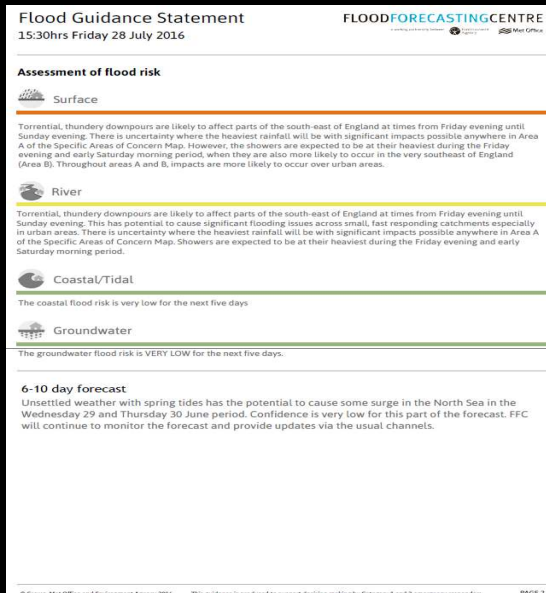 Flood Guidance Statement
15:30hrs Friday 28 July 2016
FLOODFORECASTINGCENTRE
Met Office
Assessment of flood risk
Surface
Torrential, thundery downpours are likely to affect parts of the south-east of England at times from Friday evening until
Sunday evening. There is uncertainty where the heaviest rainfall will be with significant impacts possible anywhere in Area
A of the Specific Areas of Concern Map. However, the showers are expected to be at their heaviest during the Friday
evening and early Saturday morning period, when they are also more likely to occur in the very southeast of England
(Area B). Throughout areas A and B, impacts are more likely to occur over urban areas.
River
Torrential, thundery downpours are likely to affect parts of the south-east of England at times from Friday evening until
Sunday evening. This has potential to cause significant flooding issues across small, fast responding catchments especially
in urban areas. There is uncertainty where the heaviest rainfall will be with significant impacts possible anywhere in Area A
of the Specific Areas of Concern Map. Showers are expected to be at their heaviest during the Friday evening and early
Saturday morning period.
Coastal/Tidal
The coastal flood risk is very low for the next five days
Groundwater
The groundwater flood risk is VERY LOW for the next five days.
6-10 day forecast
Unsettled weather with spring tides has the potential to cause some surge in the North Sea in the
Wednesday 29 and Thursday 30 June period. Confidence is very low for this part of the forecast. FFC
will continue to monitor the forecast and provide updates via the usual channels.
PAGE